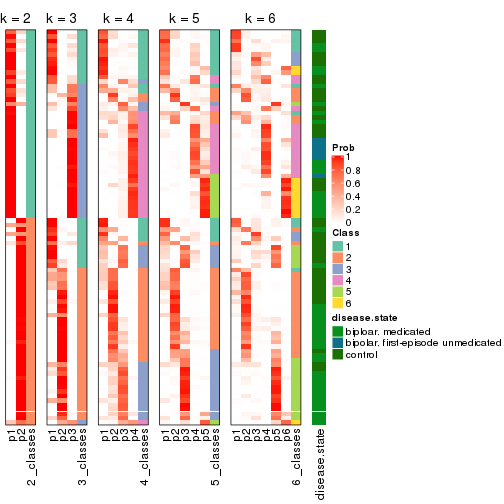 k = 2 k = 3 k = 4 k = 5 k = 6
Prob
1
0.8
0.6
0.4
0.2
0
Class
1
2
3
4
5
6
disease.state
biploar, medicated
bipolar, first-episode unmedicated
control
p1 p2 2_classes p1 p2 p3 3_classes p1 p2 p3 p4 4_classes p1 p2 p3 p4 p5 5_classes p1 p2 p3 p4 p5 p6 6_classes disease.state